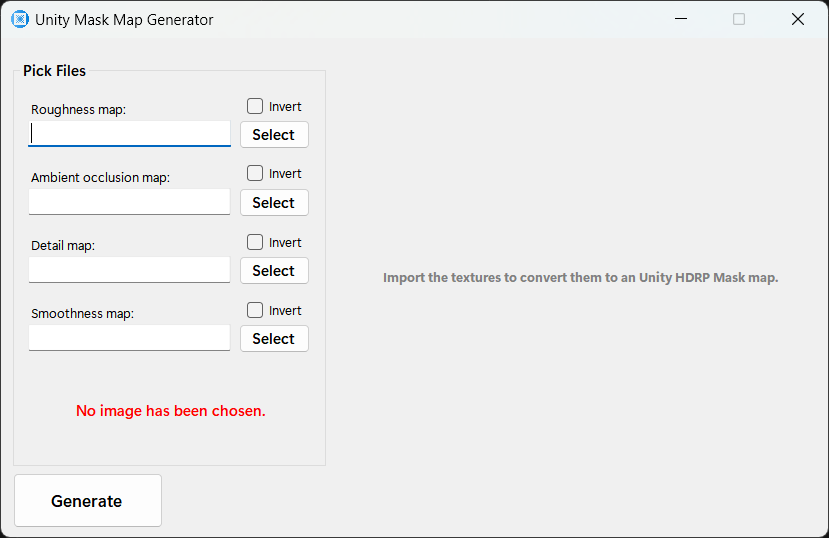 Unity Mask Map Generator
Pick Files
Roughness map:
Invert
Select
Ambient occlusion map:
Invert
Select
Detail map:
Invert
Select
Smoothness map:
Invert
Select
Import the textures to convert them to an Unity HDRP Mask map.
No image has been chosen.
Generate